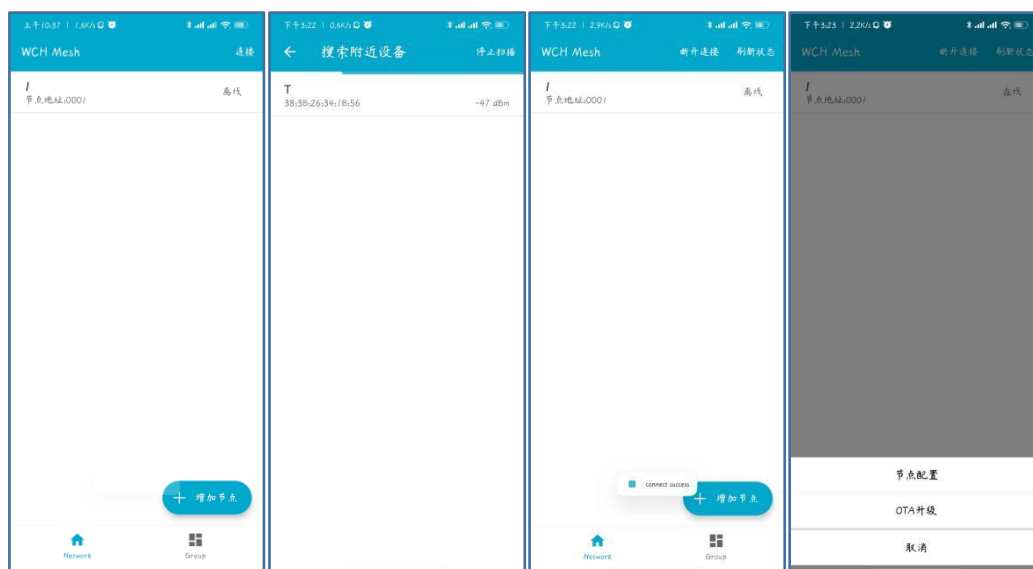 上午10:37 | 1.6K/s
WCH Mesh 连接
1
节点地址:0001 离线
增加节点
Network Group
下午3:22 | 0.6K/s
搜索附近设备 停止扫描
T
38:3B:26:34:1B:56 -47 dBm
下午3:22 | 2.9K/s
WCH Mesh 断开连接 刷新状态
1
节点地址:0001 离线
connect success
增加节点
Network Group
下午3:23 | 2.2K/s
WCH Mesh 断开连接 刷新状态
1
节点地址:0001 在线
节点配置
OTA升级
取消